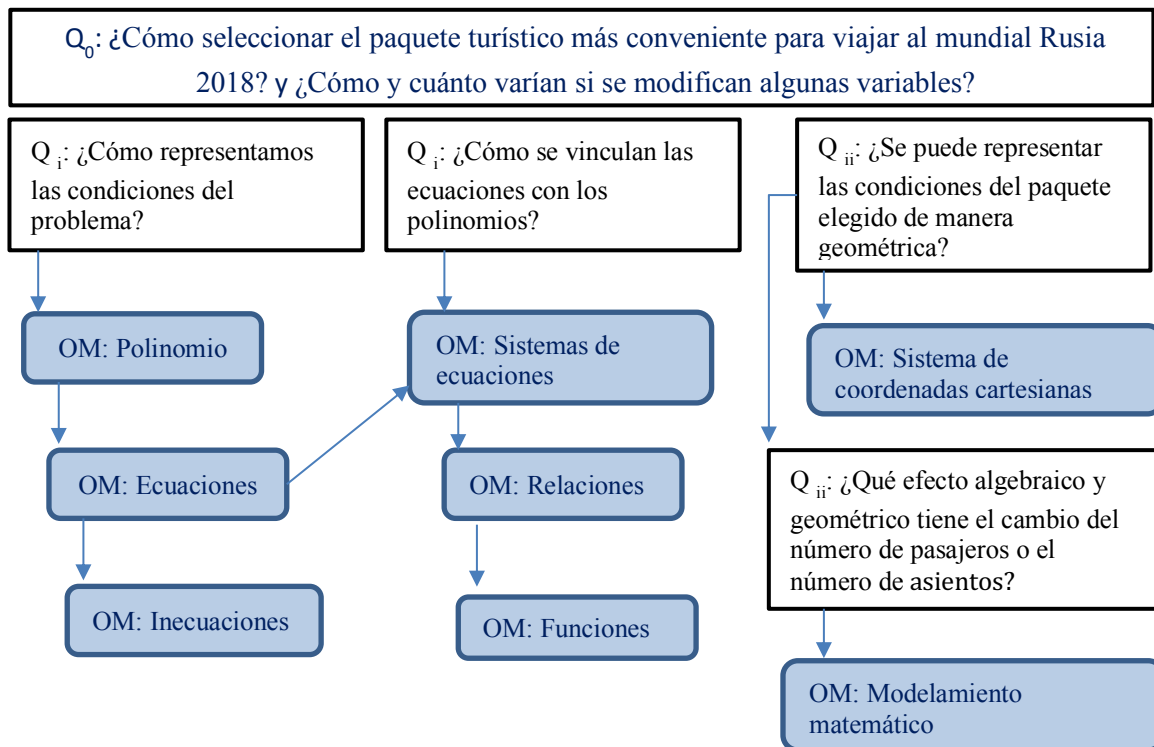 Q0: ¿Cómo seleccionar el paquete turístico más conveniente para viajar al mundial Rusia
2018? y ¿Cómo y cuánto varían si se modifican algunas variables?
Q i: ¿Cómo representamos
las condiciones del
problema?
OM: Polinomio
OM: Ecuaciones
OM: Inecuaciones
Q i: ¿Cómo se vinculan las
ecuaciones con los
polinomios?
OM: Sistemas de
ecuaciones
OM: Relaciones
OM: Funciones
Q ii: ¿Se puede representar
las condiciones del paquete
elegido de manera
geométrica?
OM: Sistema de
coordenadas cartesianas
Q ii: ¿Qué efecto algebraico y
geométrico tiene el cambio del
número de pasajeros o el
número de asientos?
OM: Modelamiento
matemático